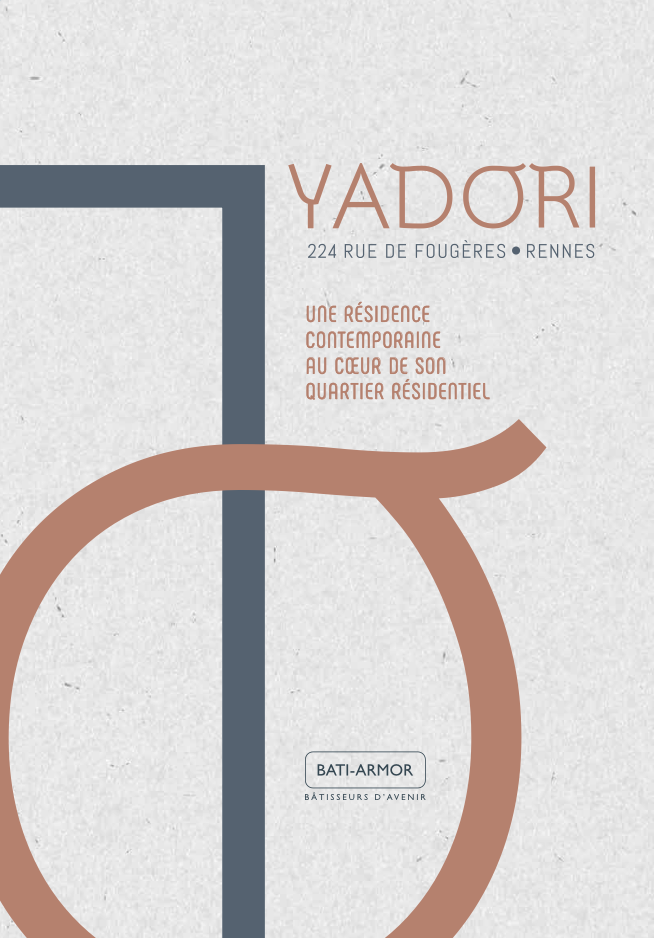 YADORI
224 RUE DE FOUGÈRES • RENNES
UNE RÉSIDENCE
CONTEMPORAINE
AU CŒUR DE SON
QUARTIER RÉSIDENTIEL
BATI-ARMOR
BÂTISSEURS D'AVENIR